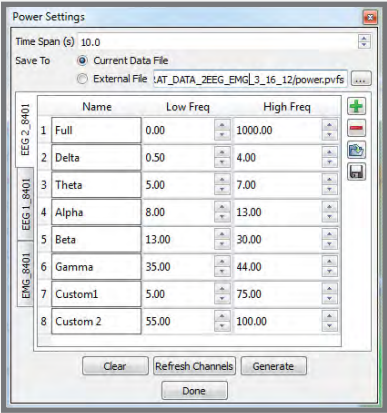 Power Settings
Time Span (s) 10.0
Save To Current Data File
External File !AT_DATA_2EEG_EMG_3_16_12/power.pvfs ...
EEG 2_8401
EEG 1_8401
EMG_8401
Name Low Freq High Freq
1 Full 0.00 1000.00
2 Delta 0.50 4.00
3 Theta 5.00 7.00
4 Alpha 8.00 13.00
5 Beta 13.00 30.00
6 Gamma 35.00 44.00
7 Custom1 5.00 75.00
8 Custom 2 55.00 100.00
Clear Refresh Channels Generate
Done